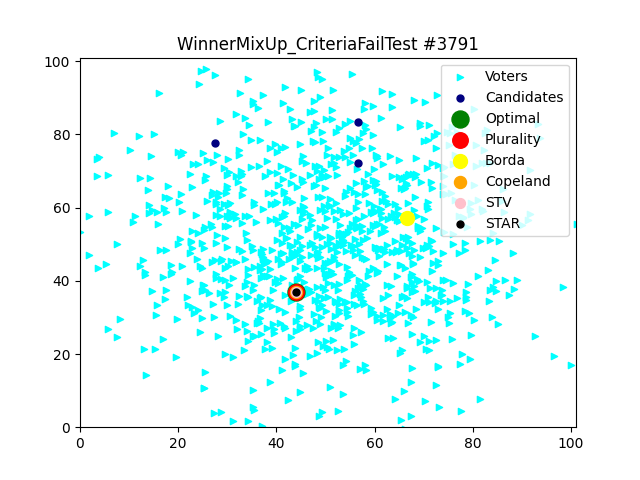 WinnerMixUp_CriteriaFailTest #3791
100
80
60
40
20
0
0
20
40
60
80
100
Voters
Candidates
Optimal
Plurality
Borda
Copeland
STV
STAR